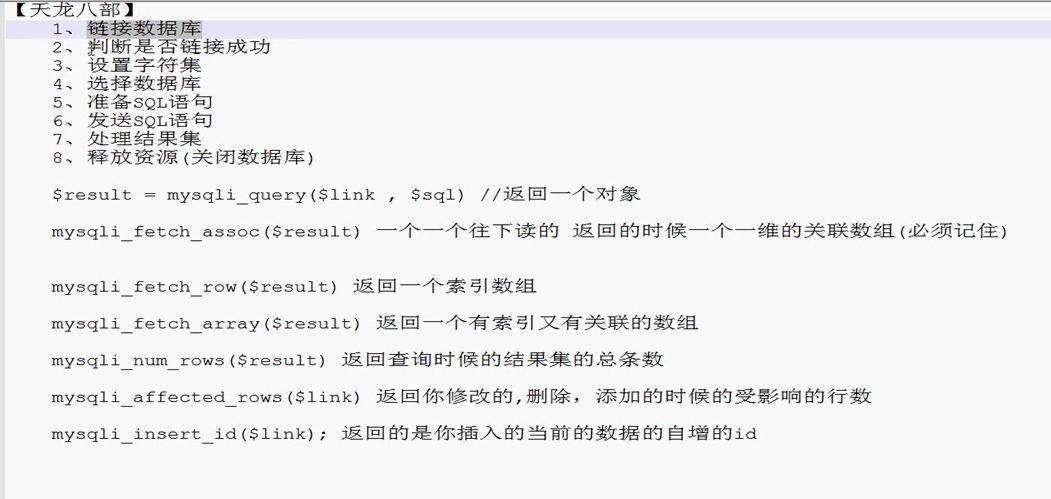 【天龙八部】
1、链接数据库
2、判断是否链接成功
3、设置字符集
4、选择数据库
5、准备SQL语句
6、发送SQL语句
7、处理结果集
8、释放资源(关闭数据库)
$result = mysqli_query($link , $sql) //返回一个对象
mysqli_fetch_assoc($result) 一个一个往下读的 返回的时候一个一维的关联数组(必须记住)
mysqli_fetch_row($result) 返回一个索引数组
mysqli_fetch_array($result) 返回一个有索引又有关联的数组
mysqli_num_rows($result) 返回查询时候的结果集的总条数
mysqli_affected_rows($link) 返回你修改的,删除，添加的时候的受影响的行数
mysqli_insert_id($link); 返回的是你插入的当前的数据的自增的id